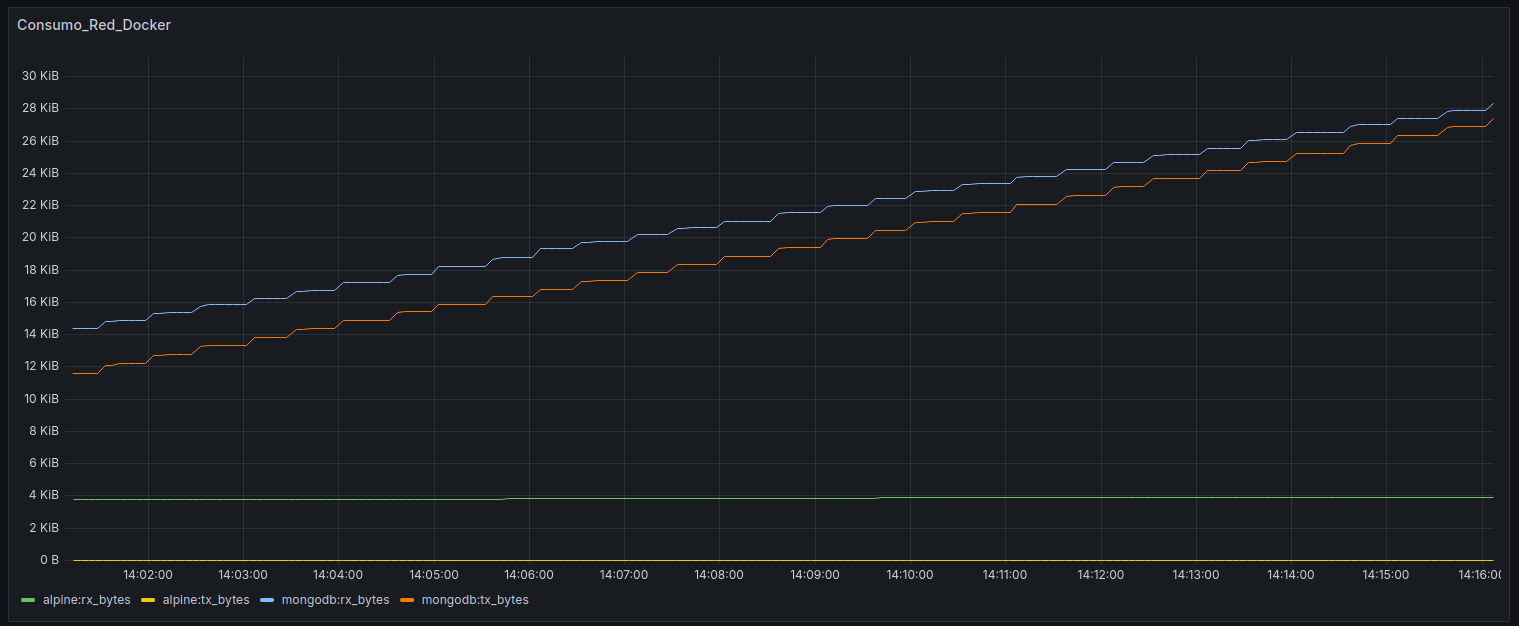 Consumo_Red_Docker
30 KiB
28 KiB
26 KiB
24 KiB
22 KiB
20 KiB
18 KiB
16 KiB
14 KiB
12 KiB
10 KiB
8 KiB
6 KiB
4 KiB
2 KiB
0 B
14:02:00 14:03:00 14:04:00 14:05:00 14:06:00 14:07:00 14:08:00 14:09:00 14:10:00 14:11:00 14:12:00 14:13:00 14:14:00 14:15:00 14:16:00
alpine:rx_bytes alpine:tx_bytes mongodb:rx_bytes mongodb:tx_bytes